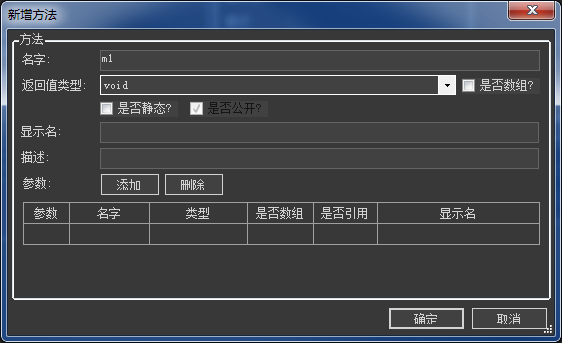 新增方法
方法
名字:
m1
返回值类型:
void
是否数组?
是否静态?
是否公开?
显示名:
描述:
参数:
添加
删除
参数 名字 类型 是否数组 是否引用 显示名
确定
取消